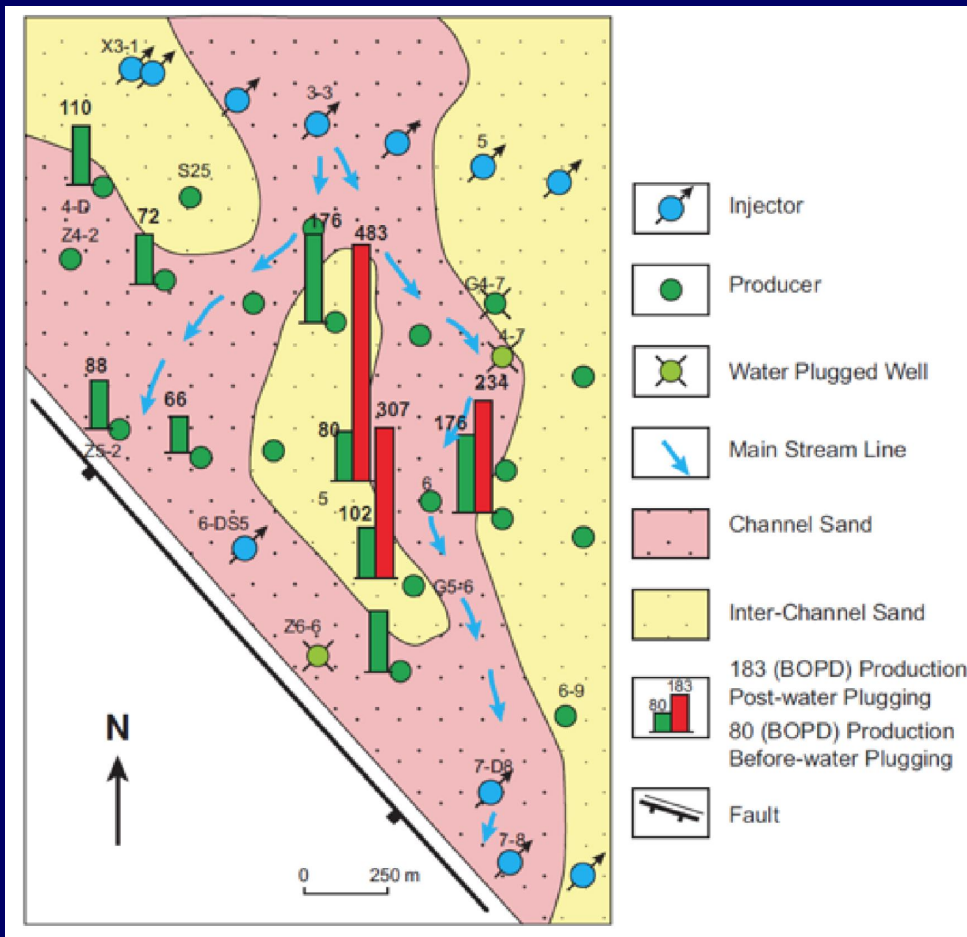 X3-1
3-3
110
5
S25
4-D
72
Z4-2
176
483
G4-7
4-7
88
234
66
307
80
176
Z5-2
5
6
102
6-DS5
G5-6
Z6-6
6-9
N
7-D8
7-8
0 250 m
Injector
Producer
Water Plugged Well
Main Stream Line
Channel Sand
Inter-Channel Sand
183
80
183 (BOPD) Production
Post-water Plugging
80 (BOPD) Production
Before-water Plugging
Fault